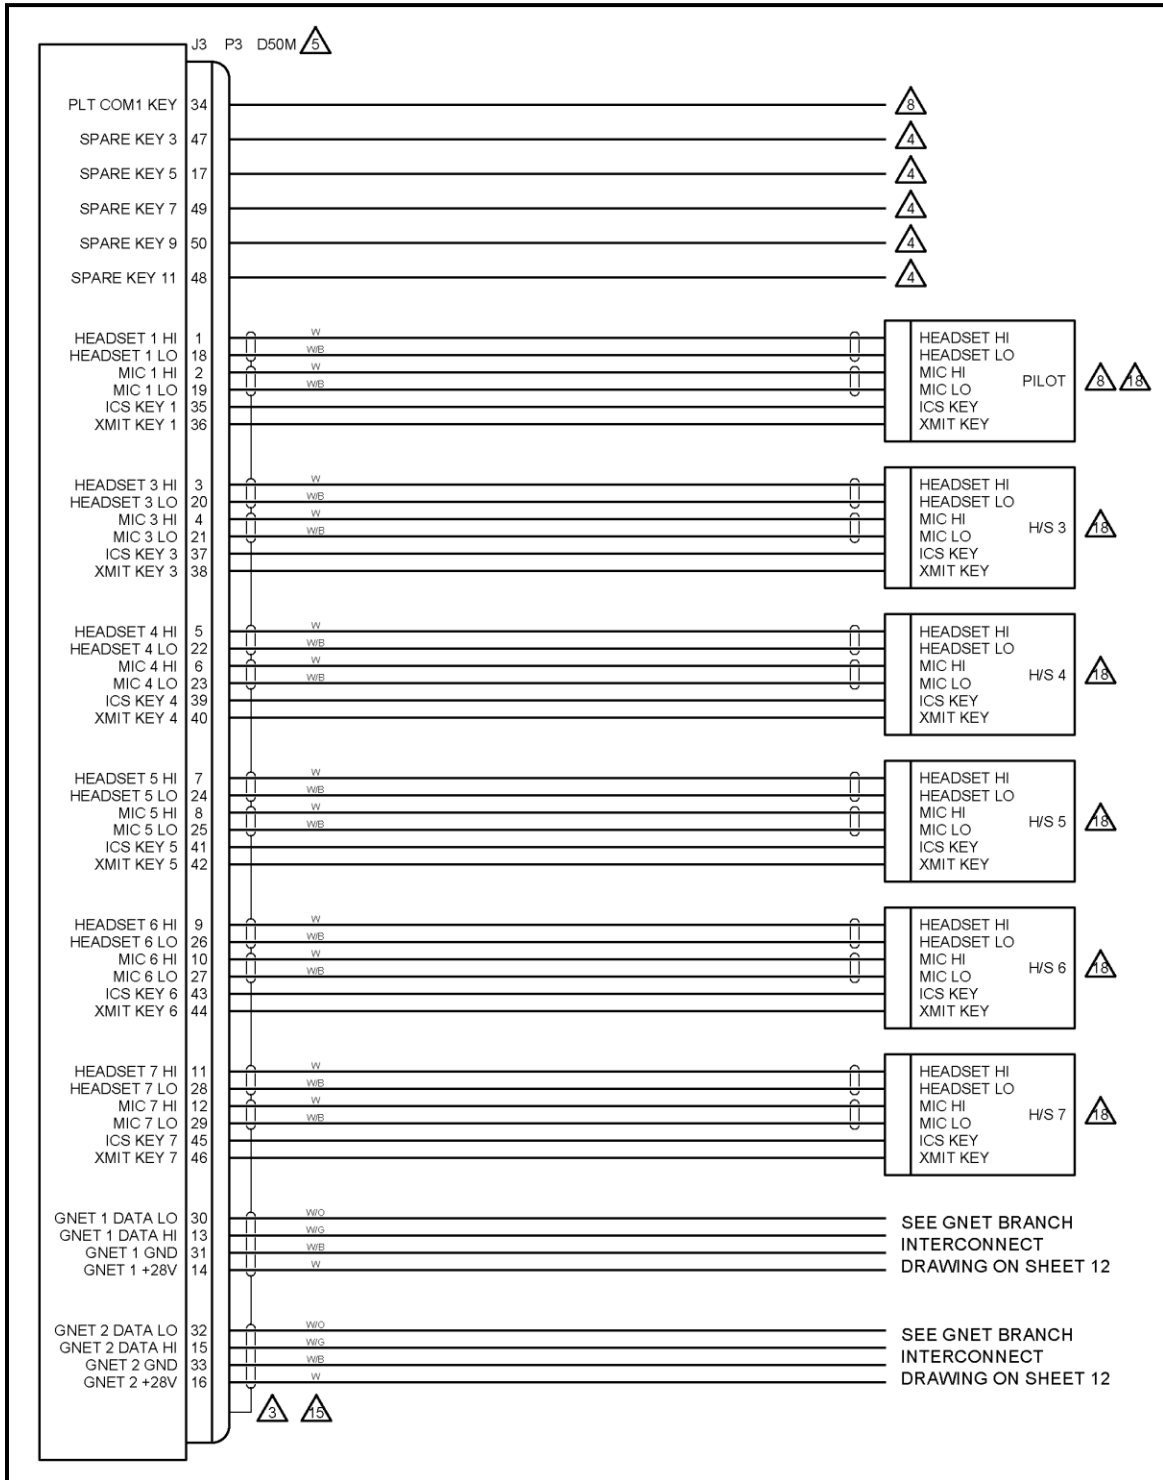 J3 P3 D50M 5
PLT COM1 KEY 34 8
SPARE KEY 3 47 4
SPARE KEY 5 17 4
SPARE KEY 7 49 4
SPARE KEY 9 50 4
SPARE KEY 11 48 4
HEADSET 1 HI 1 W HEADSET HI
HEADSET 1 LO 18 W/B HEADSET LO
MIC 1 HI 2 W MIC HI
MIC 1 LO 19 W/B MIC LO PILOT 8 18
ICS KEY 1 35 ICS KEY
XMIT KEY 1 36 XMIT KEY
HEADSET 3 HI 3 W HEADSET HI
HEADSET 3 LO 20 W/B HEADSET LO
MIC 3 HI 4 W MIC HI
MIC 3 LO 21 W/B MIC LO H/S 3 18
ICS KEY 3 37 ICS KEY
XMIT KEY 3 38 XMIT KEY
HEADSET 4 HI 5 W HEADSET HI
HEADSET 4 LO 22 W/B HEADSET LO
MIC 4 HI 6 W MIC HI
MIC 4 LO 23 W/B MIC LO H/S 4 18
ICS KEY 4 39 ICS KEY
XMIT KEY 4 40 XMIT KEY
HEADSET 5 HI 7 W HEADSET HI
HEADSET 5 LO 24 W/B HEADSET LO
MIC 5 HI 8 W MIC HI
MIC 5 LO 25 W/B MIC LO H/S 5 18
ICS KEY 5 41 ICS KEY
XMIT KEY 5 42 XMIT KEY
HEADSET 6 HI 9 W HEADSET HI
HEADSET 6 LO 26 W/B HEADSET LO
MIC 6 HI 10 W MIC HI
MIC 6 LO 27 W/B MIC LO H/S 6 18
ICS KEY 6 43 ICS KEY
XMIT KEY 6 44 XMIT KEY
HEADSET 7 HI 11 W HEADSET HI
HEADSET 7 LO 28 W/B HEADSET LO
MIC 7 HI 12 W MIC HI
MIC 7 LO 29 W/B MIC LO H/S 7 18
ICS KEY 7 45 ICS KEY
XMIT KEY 7 46 XMIT KEY
GNET 1 DATA LO 30 W/O SEE GNET BRANCH
GNET 1 DATA HI 13 W/G INTERCONNECT
GNET 1 GND 31 W/B
GNET 1 +28V 14 W DRAWING ON SHEET 12
GNET 2 DATA LO 32 W/O SEE GNET BRANCH
GNET 2 DATA HI 15 W/G INTERCONNECT
GNET 2 GND 33 W/B
GNET 2 +28V 16 W DRAWING ON SHEET 12
3 15